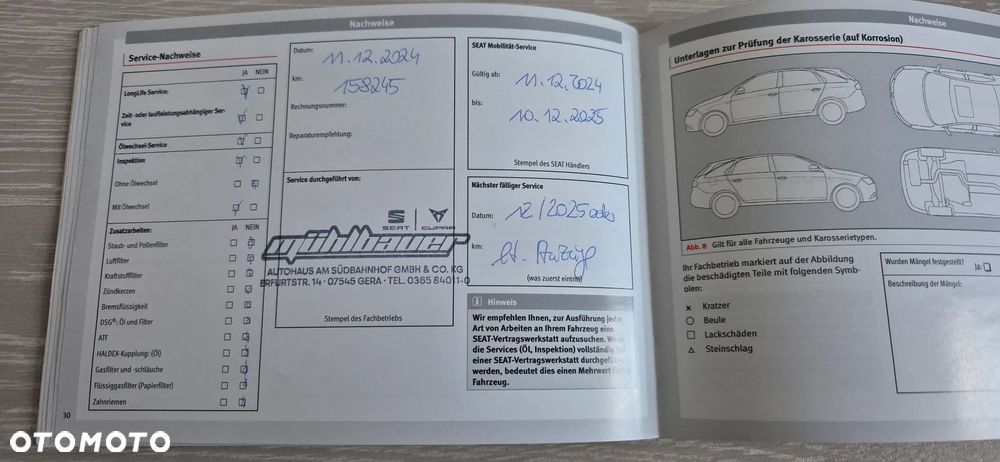 Nachweise
Service-Nachweise
JA NEIN
LongLife Service:
Zeit- oder laufleistungsabhängiger Ser-
vice
Ölwechsel-Service
Inspektion
Ohne Ölwechsel
Mit Ölwechsel
Zusatzarbeiten: JA NEIN
Staub- und Pollenfilter
Luftfilter
Kraftstofffilter
Zündkerzen
Bremsflüssigkeit
DSG®: Öl und Filter
ATF
HALDEX-Kupplung: (Öl)
Gasfilter und -schläuche
Flüssiggasfilter (Papierfilter)
Zahnriemen
30
Datum:
11.12.2024
km:
158245
Rechnungsnummer:
Reparaturempfehlung:
Service durchgeführt von:
SEAT CUPRA
mühlbauer
AUTOHAUS AM SÜDBAHNHOF GMBH & CO. KG
ERFURTSTR. 14 · 07545 GERA · TEL. 0365 84011-0
Stempel des Fachbetriebs
SEAT Mobilität-Service
Gültig ab:
11.12.2024
bis:
10.12.2025
Stempel des SEAT Händlers
Nächster fälliger Service
Datum: 12/2025 oder
km: lt. Anzeige
(was zuerst eintritt)
Hinweis
Wir empfehlen Ihnen, zur Ausführung jeder
Art von Arbeiten an Ihrem Fahrzeug eine
SEAT-Vertragswerkstatt aufzusuchen.
die Services (Öl, Inspektion) vollständig
einer SEAT-Vertragswerkstatt
werden, bedeutet dies einen Mehrwert
Fahrzeug.
Nachweise
Unterlagen zur Prüfung der Karosserie (auf Korrosion)
Abb. 8 Gilt für alle Fahrzeuge und Karosserietypen.
Ihr Fachbetrieb markiert auf der Abbildung
die beschädigten Teile mit folgenden Symb-
olen:
x Kratzer
Beule
Lackschäden
Steinschlag
Wurden Mängel festgestellt?
Ja:
Beschreibung der Mängel:
OTOMOTO